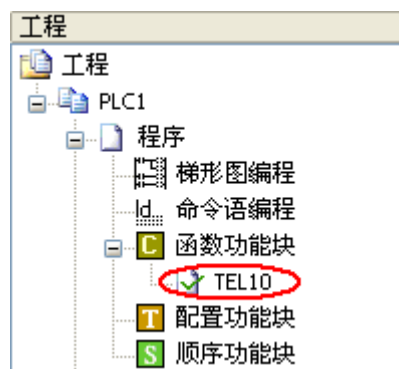 工程
工程
PLC1
程序
梯形图编程
ld... 命令语编程
C 函数功能块
TEL10
T 配置功能块
S 顺序功能块